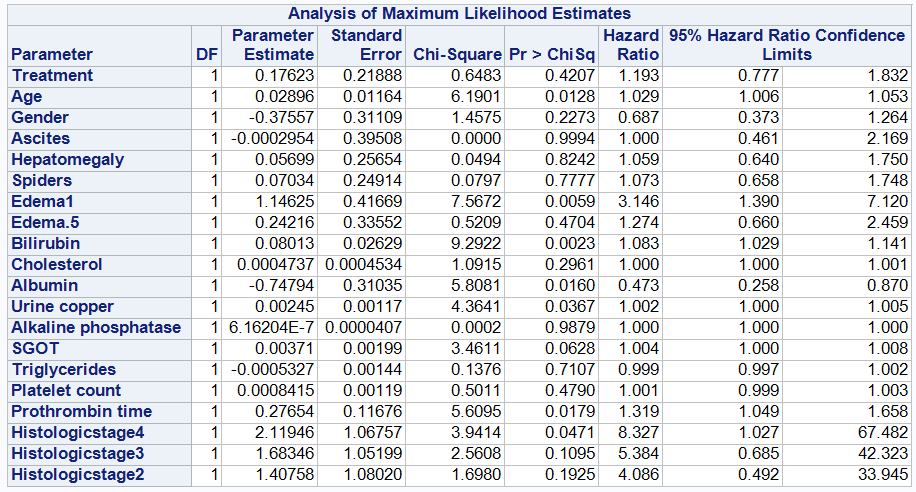 Analysis of Maximum Likelihood Estimates
Parameter DF Parameter Estimate Standard Error Chi-Square Pr > ChiSq Hazard Ratio 95% Hazard Ratio Confidence Limits
Treatment 1 0.17623 0.21888 0.6483 0.4207 1.193 0.777 1.832
Age 1 0.02896 0.01164 6.1901 0.0128 1.029 1.006 1.053
Gender 1 -0.37557 0.31109 1.4575 0.2273 0.687 0.373 1.264
Ascites 1 -0.0002954 0.39508 0.0000 0.9994 1.000 0.461 2.169
Hepatomegaly 1 0.05699 0.25654 0.0494 0.8242 1.059 0.640 1.750
Spiders 1 0.07034 0.24914 0.0797 0.7777 1.073 0.658 1.748
Edema1 1 1.14625 0.41669 7.5672 0.0059 3.146 1.390 7.120
Edema.5 1 0.24216 0.33552 0.5209 0.4704 1.274 0.660 2.459
Bilirubin 1 0.08013 0.02629 9.2922 0.0023 1.083 1.029 1.141
Cholesterol 1 0.0004737 0.0004534 1.0915 0.2961 1.000 1.000 1.001
Albumin 1 -0.74794 0.31035 5.8081 0.0160 0.473 0.258 0.870
Urine copper 1 0.00245 0.00117 4.3641 0.0367 1.002 1.000 1.005
Alkaline phosphatase 1 6.16204E-7 0.0000407 0.0002 0.9879 1.000 1.000 1.000
SGOT 1 0.00371 0.00199 3.4611 0.0628 1.004 1.000 1.008
Triglycerides 1 -0.0005327 0.00144 0.1376 0.7107 0.999 0.997 1.002
Platelet count 1 0.0008415 0.00119 0.5011 0.4790 1.001 0.999 1.003
Prothrombin time 1 0.27654 0.11676 5.6095 0.0179 1.319 1.049 1.658
Histologicstage4 1 2.11946 1.06757 3.9414 0.0471 8.327 1.027 67.482
Histologicstage3 1 1.68346 1.05199 2.5608 0.1095 5.384 0.685 42.323
Histologicstage2 1 1.40758 1.08020 1.6980 0.1925 4.086 0.492 33.945